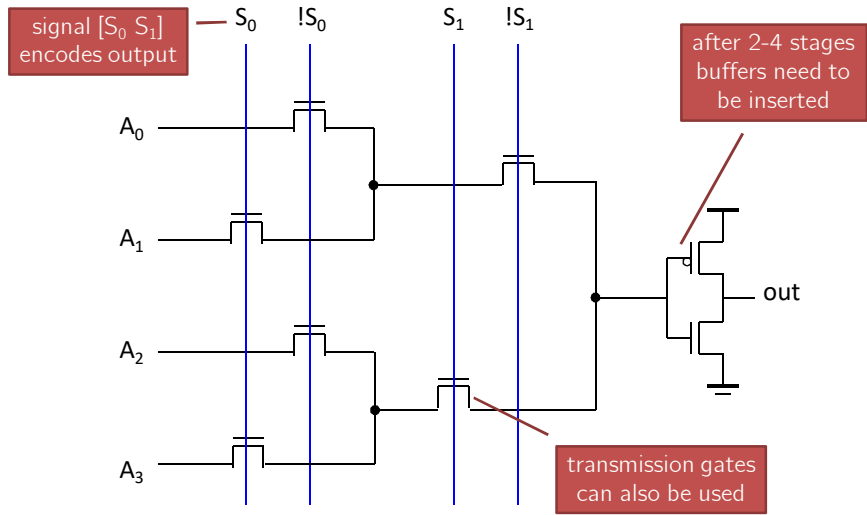 signal [S₀ S₁]
encodes output
S₀
!S₀
S₁
!S₁
after 2-4 stages
buffers need to
be inserted
A₀
A₁
out
A₂
A₃
transmission gates
can also be used